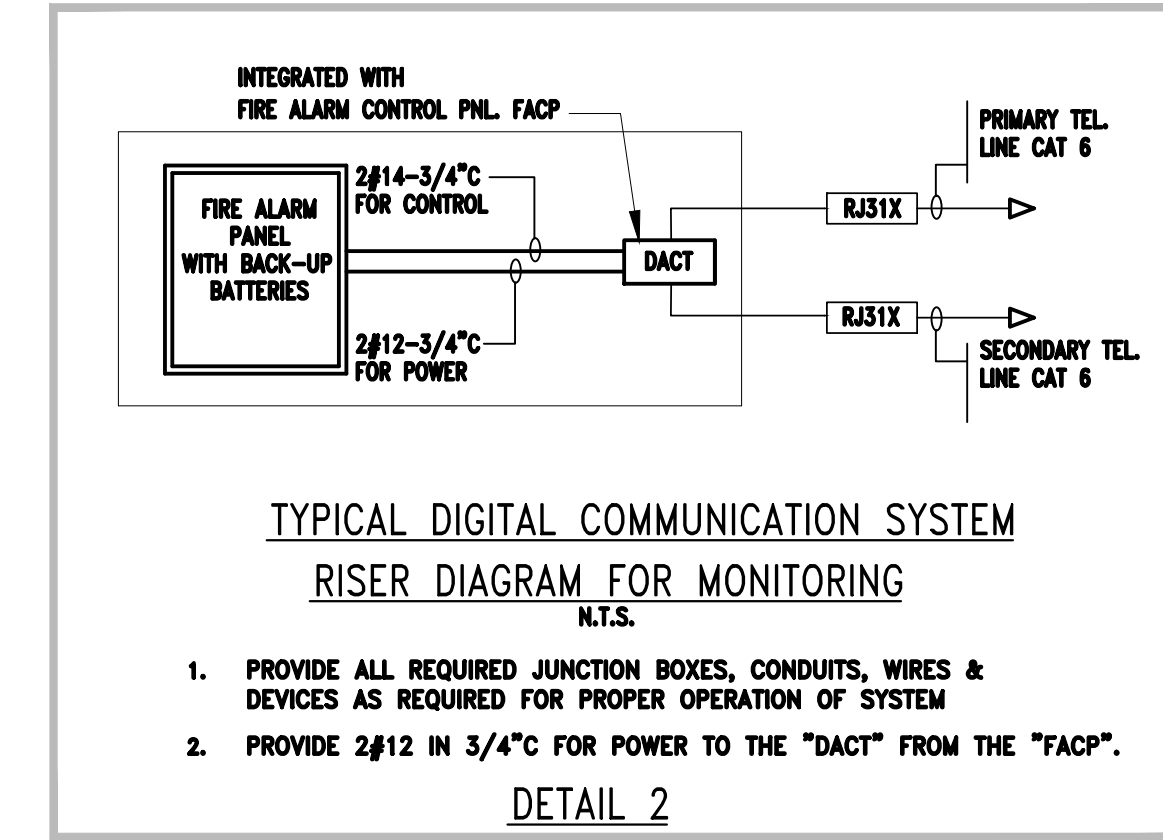 INTEGRATED WITH
FIRE ALARM CONTROL PNL. FACP
PRIMARY TEL.
LINE CAT 6
2#14-3/4"C
FOR CONTROL
FIRE ALARM
PANEL
WITH BACK-UP
BATTERIES
RJ31X
DACT
RJ31X
2#12-3/4"C
FOR POWER
SECONDARY TEL.
LINE CAT 6
TYPICAL DIGITAL COMMUNICATION SYSTEM
RISER DIAGRAM FOR MONITORING
N.T.S.
1. PROVIDE ALL REQUIRED JUNCTION BOXES, CONDUITS, WIRES &
DEVICES AS REQUIRED FOR PROPER OPERATION OF SYSTEM
2. PROVIDE 2#12 IN 3/4"C FOR POWER TO THE "DACT" FROM THE "FACP".
DETAIL 2